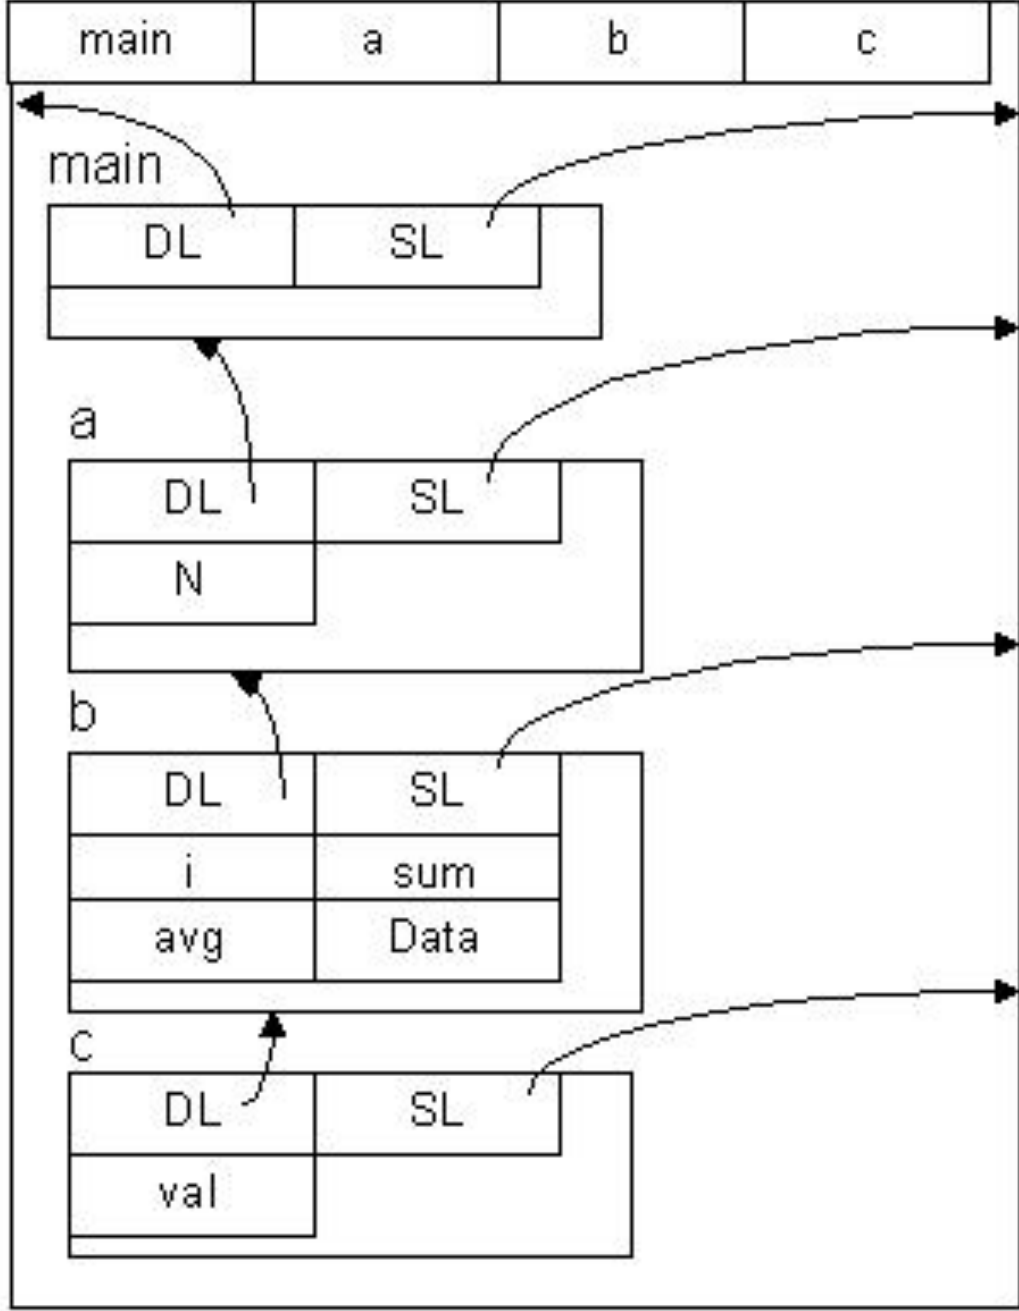 main a b c
main
DL SL
a
DL SL
N
b
DL SL
i sum
avg Data
c
DL SL
val